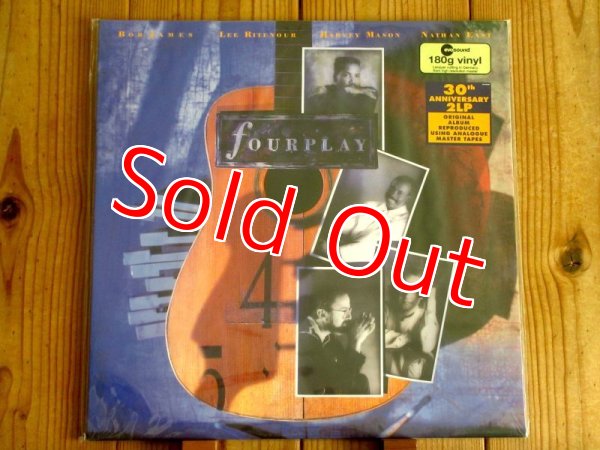 BOB JAMES LEE RITENOUR HARVEY MASON NATHAN EAST
evosound
180g vinyl
30th
ANNIVERSARY
2LP
ORIGINAL
ALBUM
REPRODUCED
USING ANALOGUE
MASTER TAPES
fOURPLAY
Sold Out
4
5